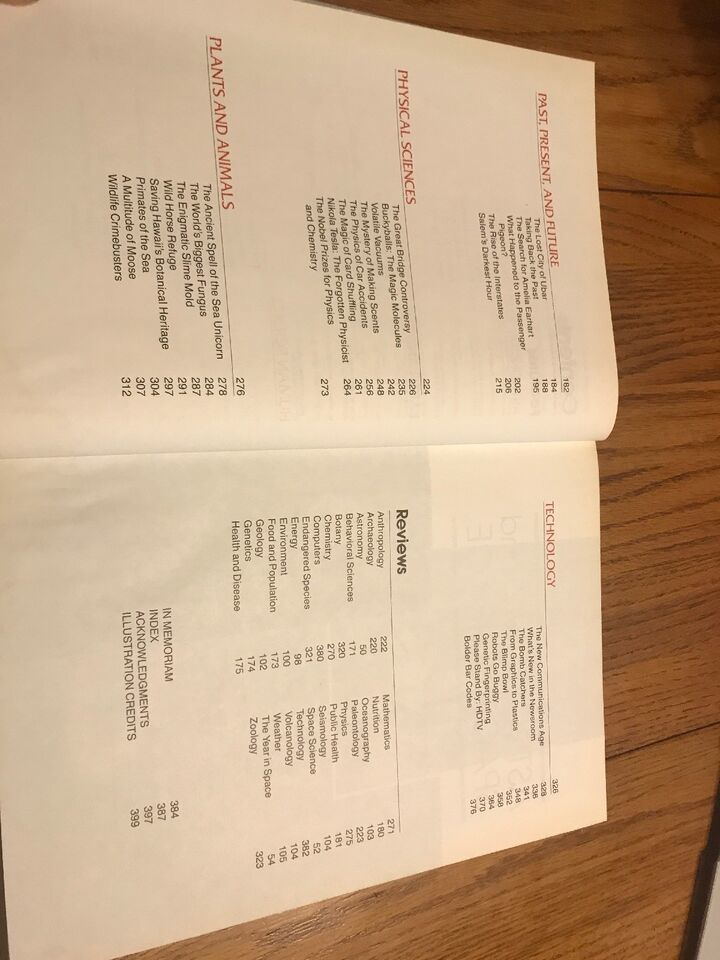 PAST, PRESENT, AND FUTURE 182
The Lost City of Ubar 184
Taking Back the Past 188
The Search for Amelia Earhart 195
What Happened to the Passenger
Pigeon? 202
The Rise of the Interstates 206
Salem's Darkest Hour 215
PHYSICAL SCIENCES 224
The Great Bridge Controversy 226
Buckyballs: The Magic Molecules 235
Volatile Vacuums 242
The Mystery of Making Scents 248
The Physics of Car Accidents 256
The Magic of Card Shuffling 261
Nikola Tesla: The Forgotten Physicist 264
The Nobel Prizes for Physics
and Chemistry 273
PLANTS AND ANIMALS 276
The Ancient Spell of the Sea Unicorn 278
The World's Biggest Fungus 284
The Enigmatic Slime Mold 287
Wild Horse Refuge 291
Saving Hawaii's Botanical Heritage 297
Primates of the Sea 304
A Multitude of Moose 307
Wildlife Crimebusters 312
TECHNOLOGY 326
The New Communications Age 328
What's New in the Newsroom 336
The Bomb Catchers 341
From Graphics to Plastics 348
The Blimp Bowl 352
Robots Go Buggy 358
Genetic Fingerprinting 364
Please Stand By: HDTV 370
Bolder Bar Codes 376
Reviews
Anthropology 222
Archaeology 220
Astronomy 50
Behavioral Sciences 171
Botany 320
Chemistry 270
Computers 380
Endangered Species 321
Energy 98
Environment 100
Food and Population 173
Geology 102
Genetics 174
Health and Disease 175
Mathematics 271
Nutrition 180
Oceanography 103
Paleontology 223
Physics 275
Public Health 181
Seismology 104
Space Science 52
Technology 382
Volcanology 104
Weather 105
The Year in Space 54
Zoology 323
IN MEMORIAM 384
INDEX 387
ACKNOWLEDGMENTS 397
ILLUSTRATION CREDITS 399